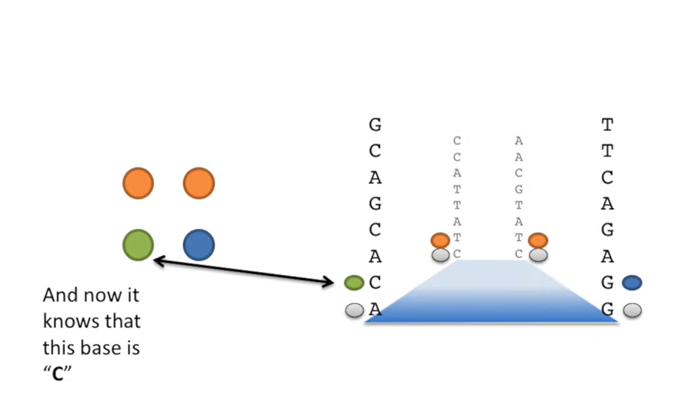 G C A G C A C A
C C A T T A T C
A A C G T A T C
T T C A G A G G
And now it
knows that
this base is
“C”